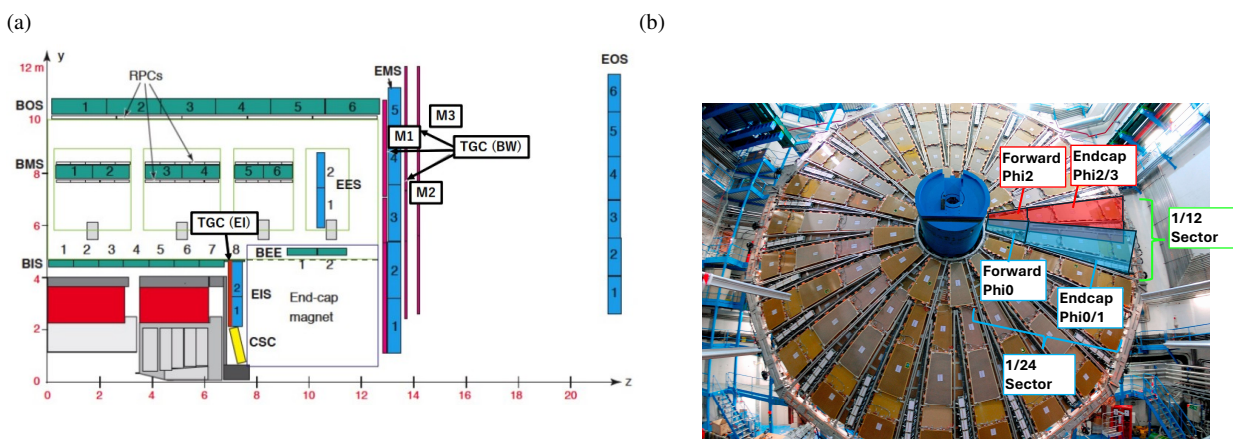 (a)
(b)
y
12 m
RPCs
EMS
EOS
BOS
1 2 3 4 5 6
10
5
M3
M1
TGC (BW)
4
M2
BMS
1 2 3 4 5 6
8
2
EES
1
6
TGC (EI)
3
1 2 3 4 5 6 7 8
BEE
1 2
BIS
4
EIS
2
1
End-cap
magnet
2
2
CSC
1
0
0 2 4 6 8 10 12 14 16 18 20 z
6
5
4
3
2
1
Forward
Phi2
Endcap
Phi2/3
1/12
Sector
Forward
Phi0
Endcap
Phi0/1
1/24
Sector